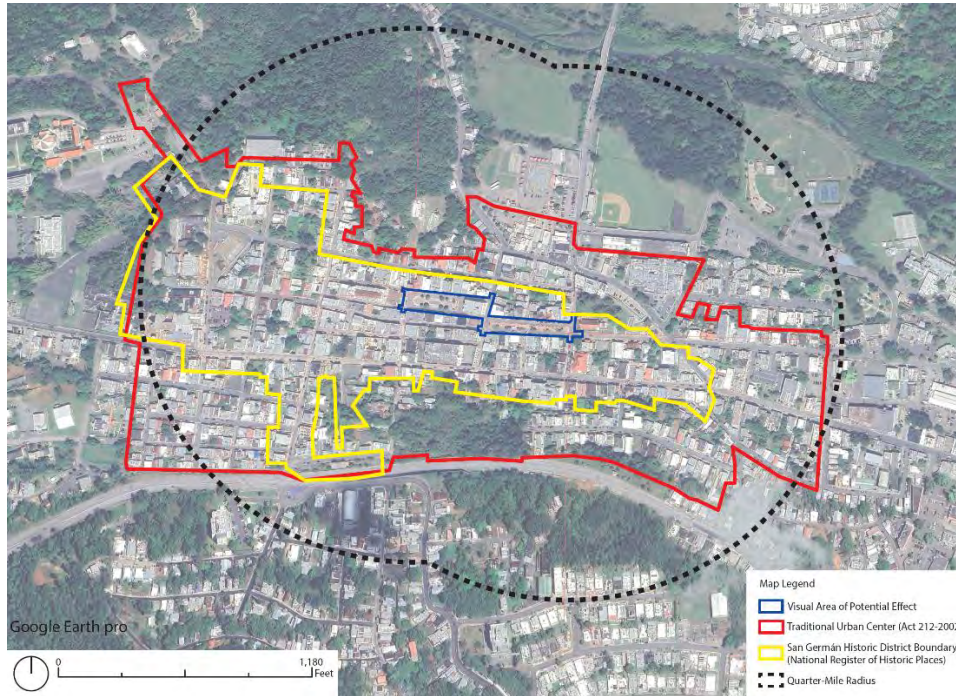 Map Legend
Visual Area of Potential Effect
Traditional Urban Center (Act 212-2002
San Germán Historic District Boundary
(National Register of Historic Places)
Quarter-Mile Radius
Google Earth pro
0
1,180
Feet